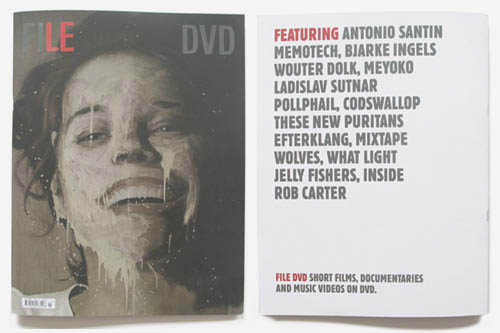 FILE DVD
FEATURING ANTONIO SANTIN
MEMOTECH, BJARKE INGELS
WOUTER DOLK, MEYOKO
LADISLAV SUTNAR
POLLPHAIL, CODSWALLOP
THESE NEW PURITANS
EFTERKLANG, MIXTAPE
WOLVES, WHAT LIGHT
JELLY FISHERS, INSIDE
ROB CARTER
FILE DVD SHORT FILMS, DOCUMENTARIES
AND MUSIC VIDEOS ON DVD.